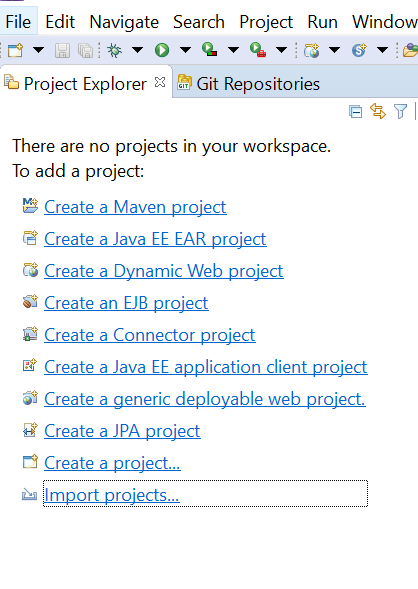 File Edit Navigate Search Project Run Window
Project Explorer Git Repositories
There are no projects in your workspace.
To add a project:
Create a Maven project
Create a Java EE EAR project
Create a Dynamic Web project
Create an EJB project
Create a Connector project
Create a Java EE application client project
Create a generic deployable web project.
Create a JPA project
Create a project...
Import projects...